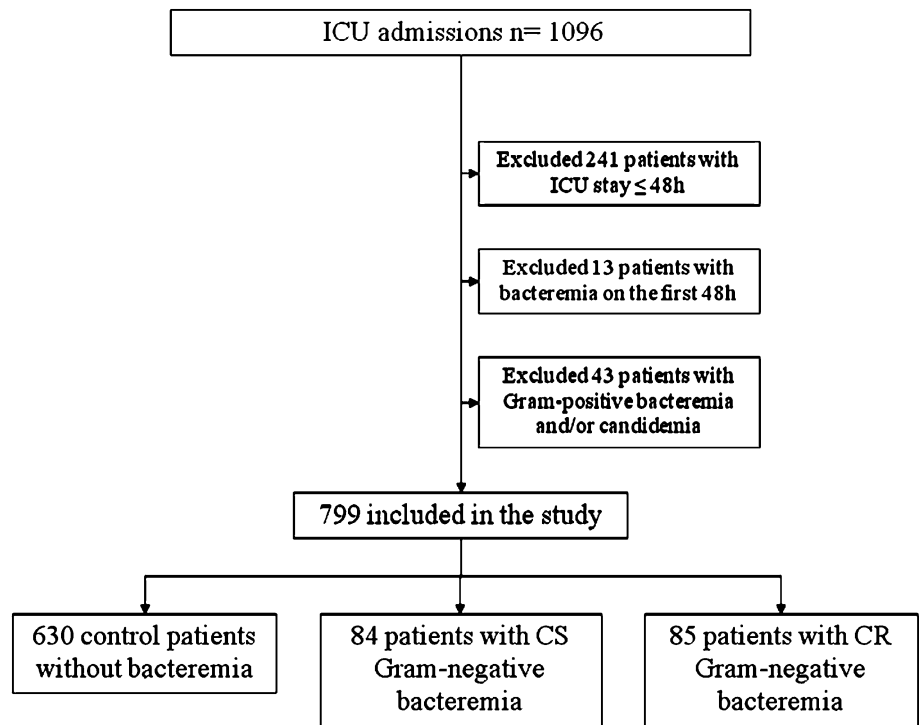 ICU admissions n= 1096
Excluded 241 patients with
ICU stay ≤ 48h
Excluded 13 patients with
bacteremia on the first 48h
Excluded 43 patients with
Gram-positive bacteremia
and/or candidemia
799 included in the study
630 control patients
without bacteremia
84 patients with CS
Gram-negative
bacteremia
85 patients with CR
Gram-negative
bacteremia